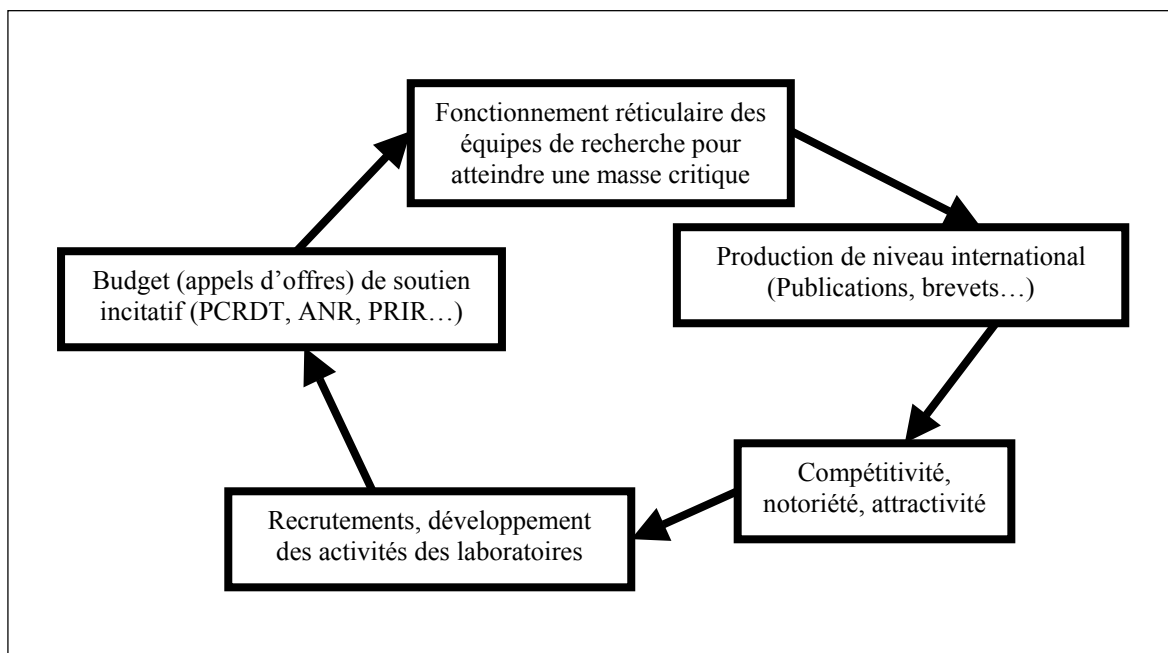 Fonctionnement réticulaire des
équipes de recherche pour
atteindre une masse critique
Production de niveau international
(Publications, brevets…)
Compétitivité,
notoriété, attractivité
Recrutements, développement
des activités des laboratoires
Budget (appels d’offres) de soutien
incitatif (PCRDT, ANR, PRIR…)